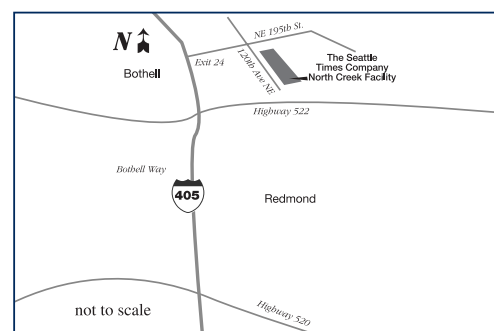 N
NE 195th St.
Exit 24
120th Ave NE
The Seattle
Times Company
North Creek Facility
Bothell
Highway 522
Bothell Way
405
Redmond
not to scale
Highway 520